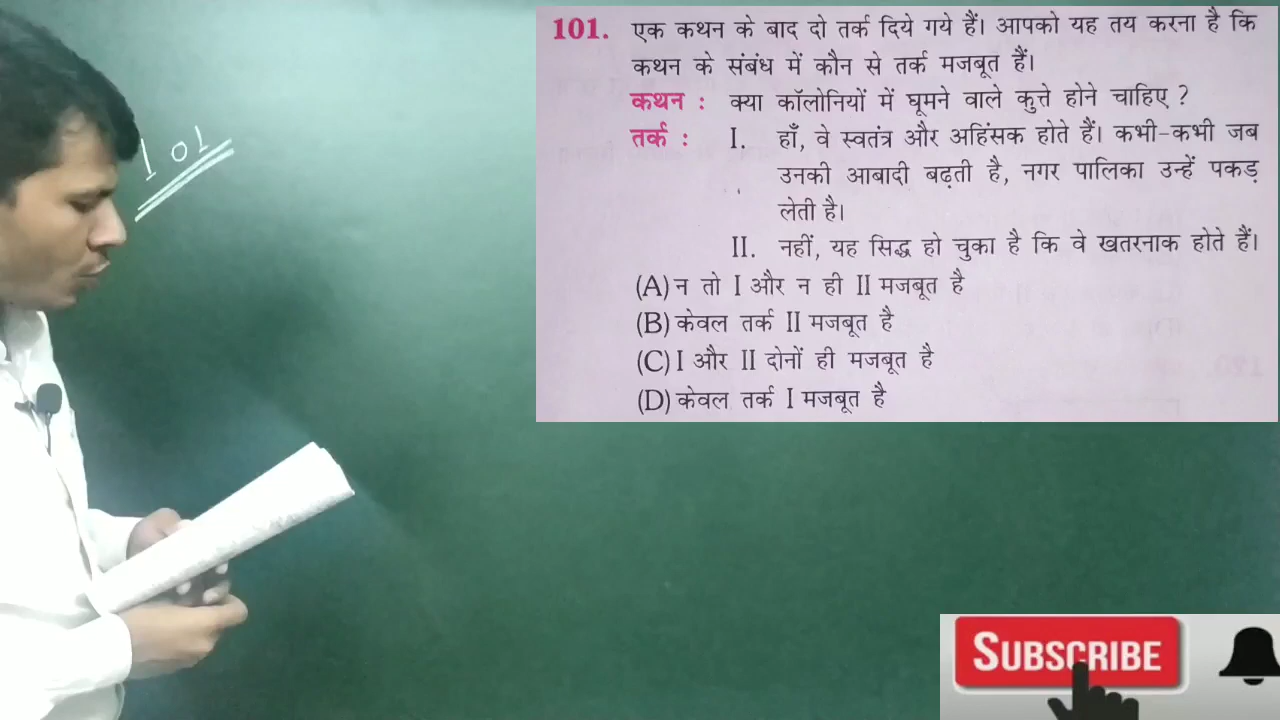 101
101. एक कथन के बाद दो तर्क दिये गये हैं। आपको यह तय करना है कि
कथन के संबंध में कौन से तर्क मजबूत हैं।
कथन : क्या कॉलोनियों में घूमने वाले कुत्ते होने चाहिए ?
तर्क : I. हाँ, वे स्वतंत्र और अहिंसक होते हैं। कभी-कभी जब
उनकी आबादी बढ़ती है, नगर पालिका उन्हें पकड़
लेती है।
II. नहीं, यह सिद्ध हो चुका है कि वे खतरनाक होते हैं।
(A) न तो I और न ही II मजबूत है
(B) केवल तर्क II मजबूत है
(C) I और II दोनों ही मजबूत है
(D) केवल तर्क I मजबूत है
SUBSCRIBE